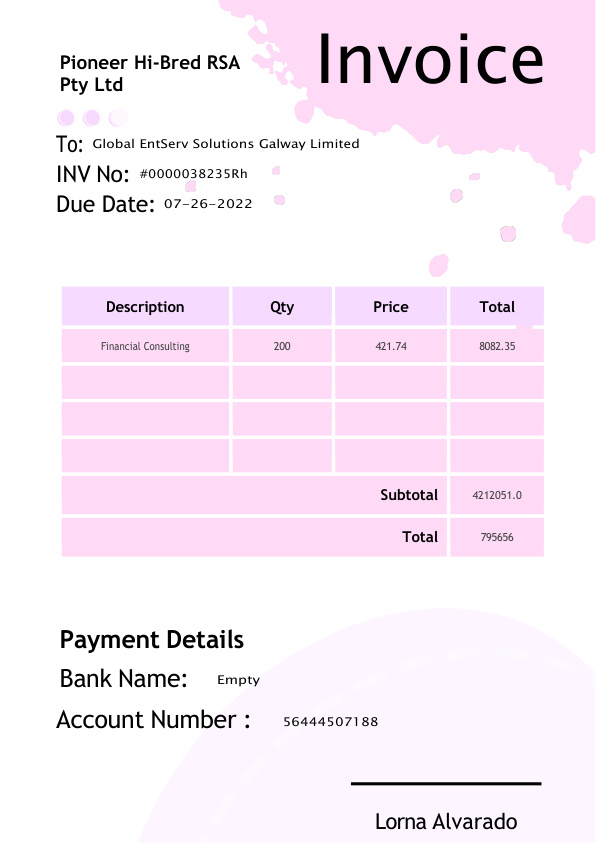 Invoice
Pioneer Hi-Bred RSA
Pty Ltd
To: Global EntServ Solutions Galway Limited
INV No: #0000038235Rh
Due Date: 07-26-2022
Description Qty Price Total
Financial Consulting 200 421.74 8082.35
Subtotal 4212051.0
Total 795656
Payment Details
Bank Name: Empty
Account Number : 56444507188
Lorna Alvarado